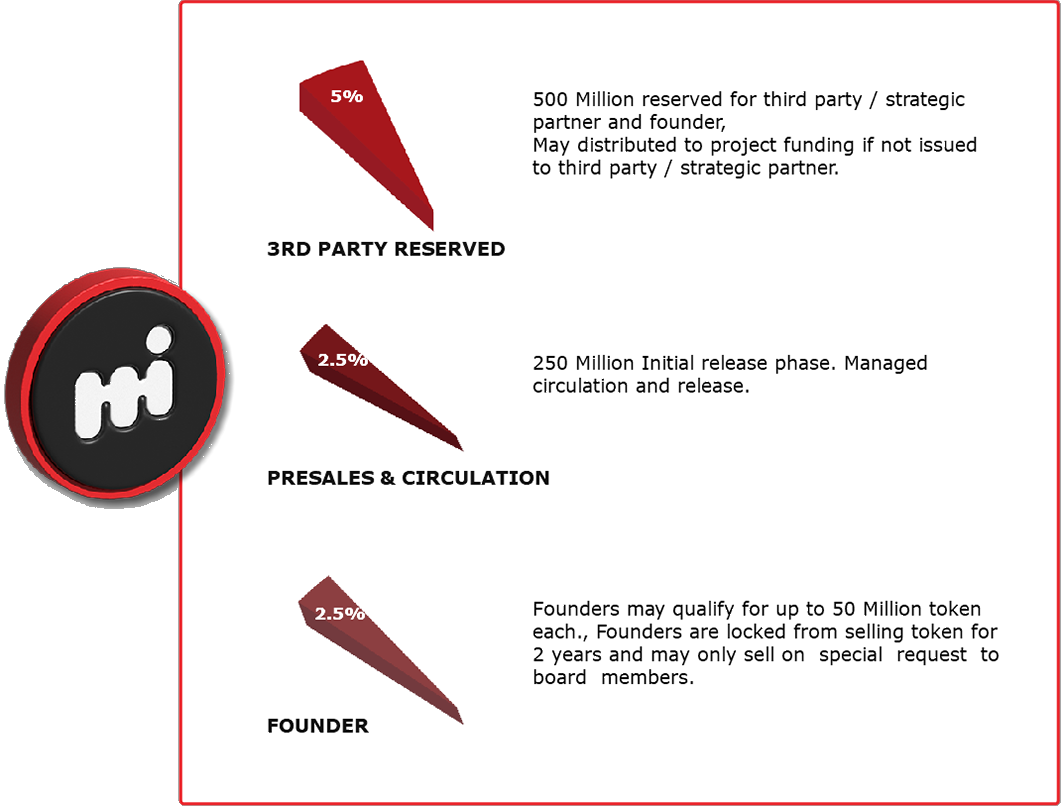 5%
500 Million reserved for third party / strategic
partner and founder,
May distributed to project funding if not issued
to third party / strategic partner.
3RD PARTY RESERVED
mi
2.5%
250 Million Initial release phase. Managed
circulation and release.
PRESALES & CIRCULATION
2.5%
Founders may qualify for up to 50 Million token
each., Founders are locked from selling token for
2 years and may only sell on special request to
board members.
FOUNDER